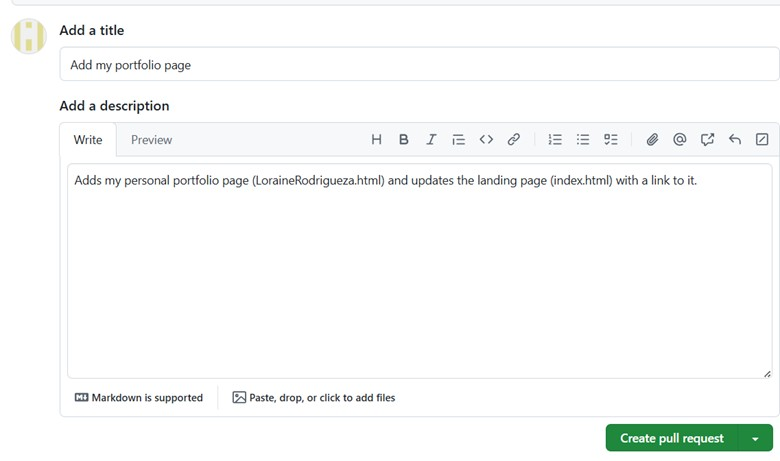 Add a title
Add my portfolio page
Add a description
Write Preview H B I
Adds my personal portfolio page (LoraineRodrigueza.html) and updates the landing page (index.html) with a link to it.
Markdown is supported Paste, drop, or click to add files
Create pull request